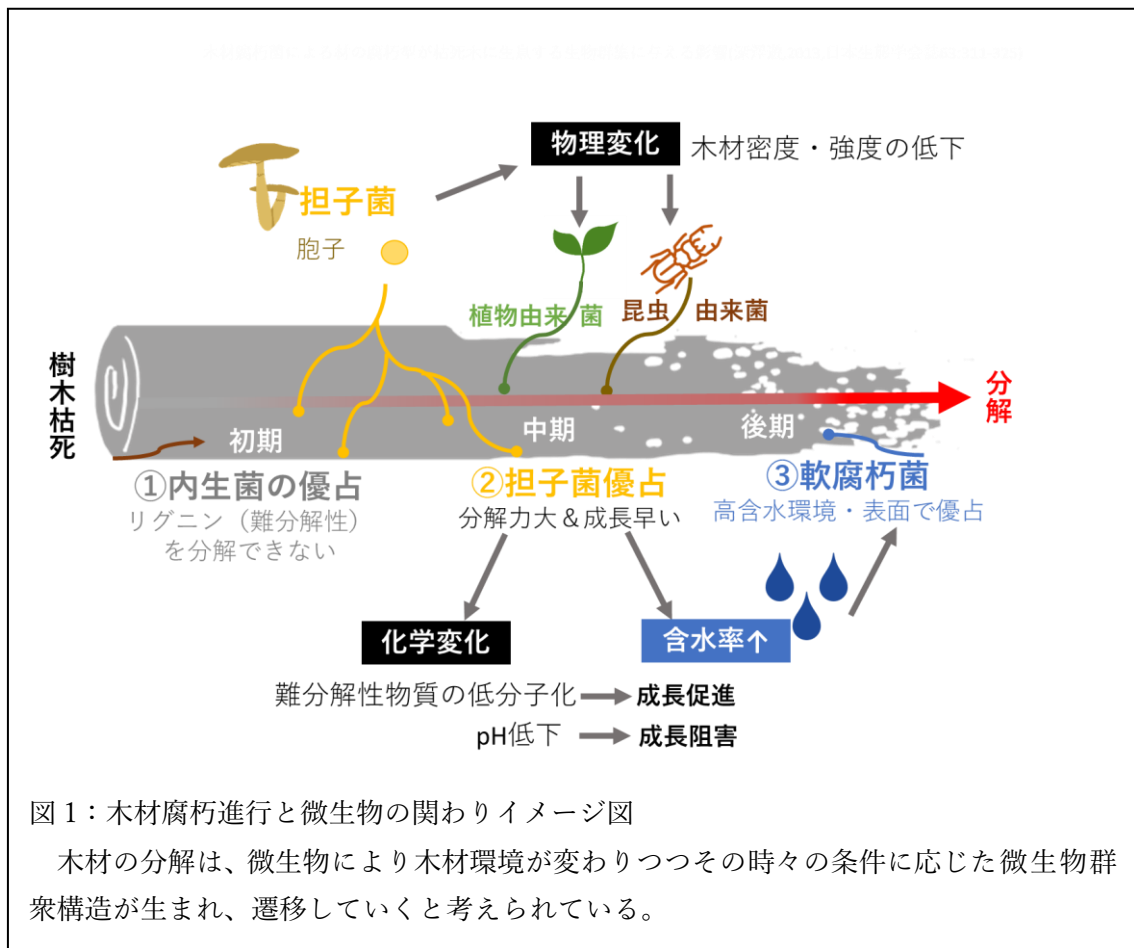 物理変化 木材密度・強度の低下
担子菌
胞子
植物由来 菌
昆虫 由来菌
樹木枯死
分解
初期
中期
後期
①内生菌の優占
リグニン（難分解性）
を分解できない
②担子菌優占
分解力大＆成長早い
③軟腐朽菌
高含水環境・表面で優占
化学変化
含水率↑
難分解性物質の低分子化 成長促進
pH低下 成長阻害
図1：木材腐朽進行と微生物の関わりイメージ図
木材の分解は、微生物により木材環境が変わりつつその時々の条件に応じた微生物群
衆構造が生まれ、遷移していくと考えられている。